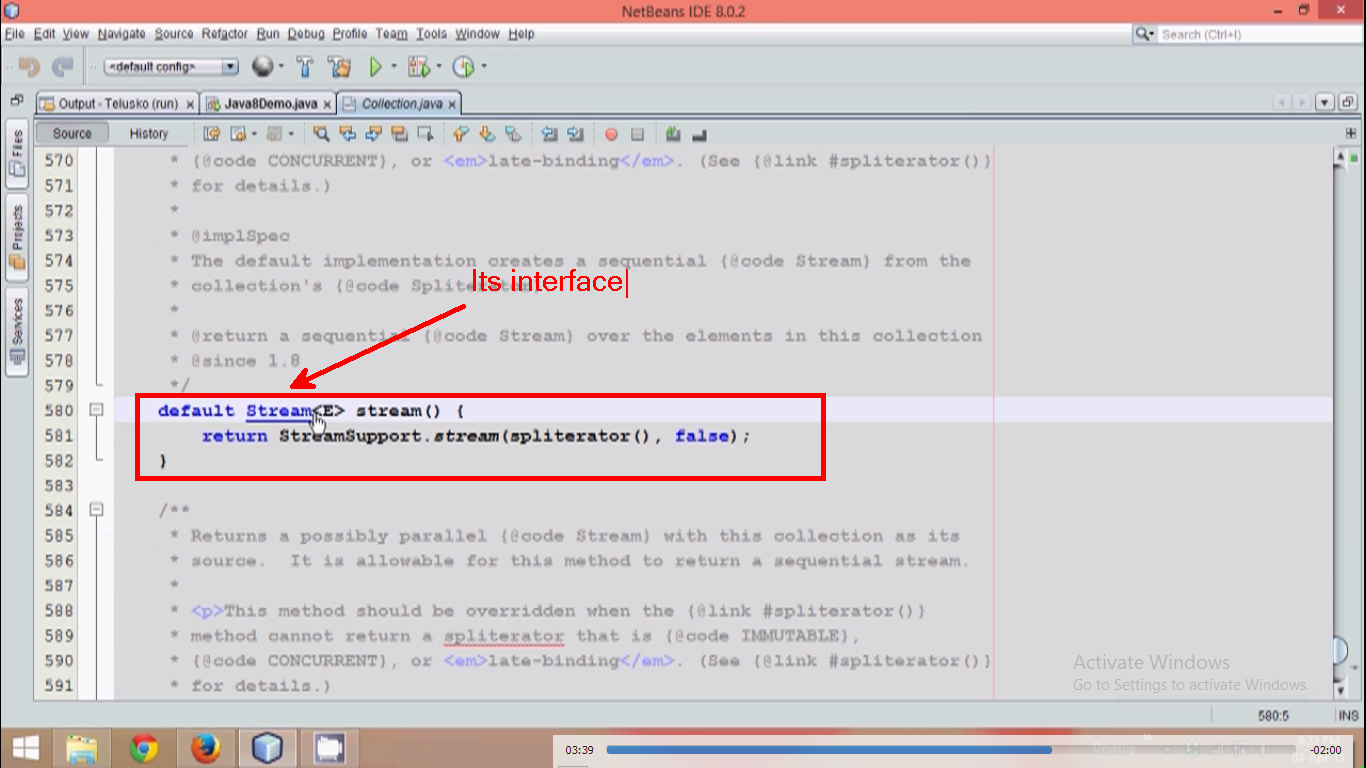 NetBeans IDE 8.0.2
File Edit View Navigate Source Refactor Run Debug Profile Team Tools Window Help
Search (Ctrl+I)
<default config>
Output - Telusko (run) x Java8Demo.java x Collection.java x
Source History
Files
Projects
Services
570 * {@code CONCURRENT}, or <em>late-binding</em>. (See {@link #spliterator()}
571 * for details.)
572 *
573 * @implSpec
574 * The default implementation creates a sequential {@code Stream} from the
Its interface
575 * collection's {@code Spliterator}
576 *
577 * @return a sequential {@code Stream} over the elements in this collection
578 * @since 1.8
579 */
580 default Stream<E> stream() {
581 return StreamSupport.stream(spliterator(), false);
582 }
583
584 /**
585 * Returns a possibly parallel {@code Stream} with this collection as its
586 * source. It is allowable for this method to return a sequential stream.
587 *
588 * <p>This method should be overridden when the {@link #spliterator()}
589 * method cannot return a spliterator that is {@code IMMUTABLE},
590 * {@code CONCURRENT}, or <em>late-binding</em>. (See {@link #spliterator()}
591 * for details.)
Activate Windows
Go to Settings to activate Windows.
580:5 INS
03:39 -02:00
Desktop